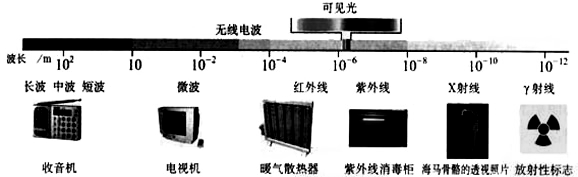 可见光
无线电波
波长 /m 10² 10 10⁻² 10⁻⁴ 10⁻⁶ 10⁻⁸ 10⁻¹⁰ 10⁻¹²
长波 中波 短波 微波 红外线 紫外线 X射线 γ射线
收音机 电视机 暖气散热器 紫外线消毒柜 海马骨骼的透视照片 放射性标志